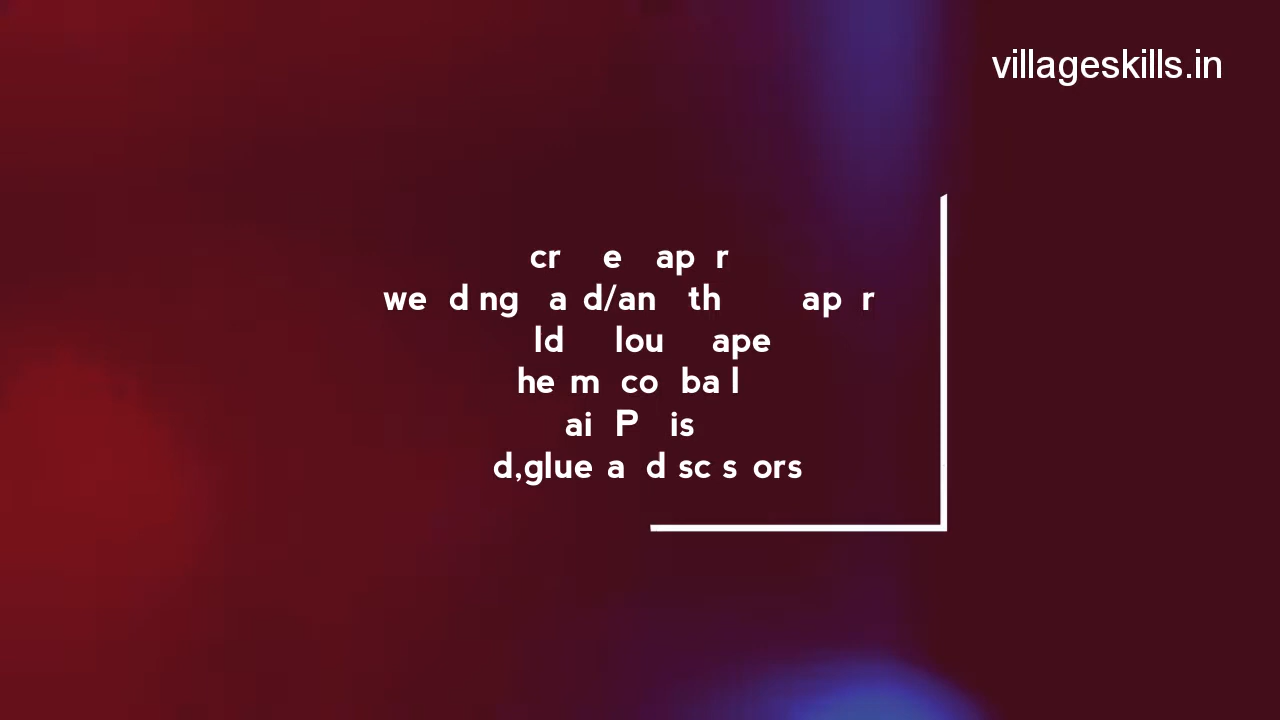 villageskills.in
cr e ap r
we d ng a d/an th ap r
ld lou ape
he m co ba l
ai P is
d,glue a d sc s ors